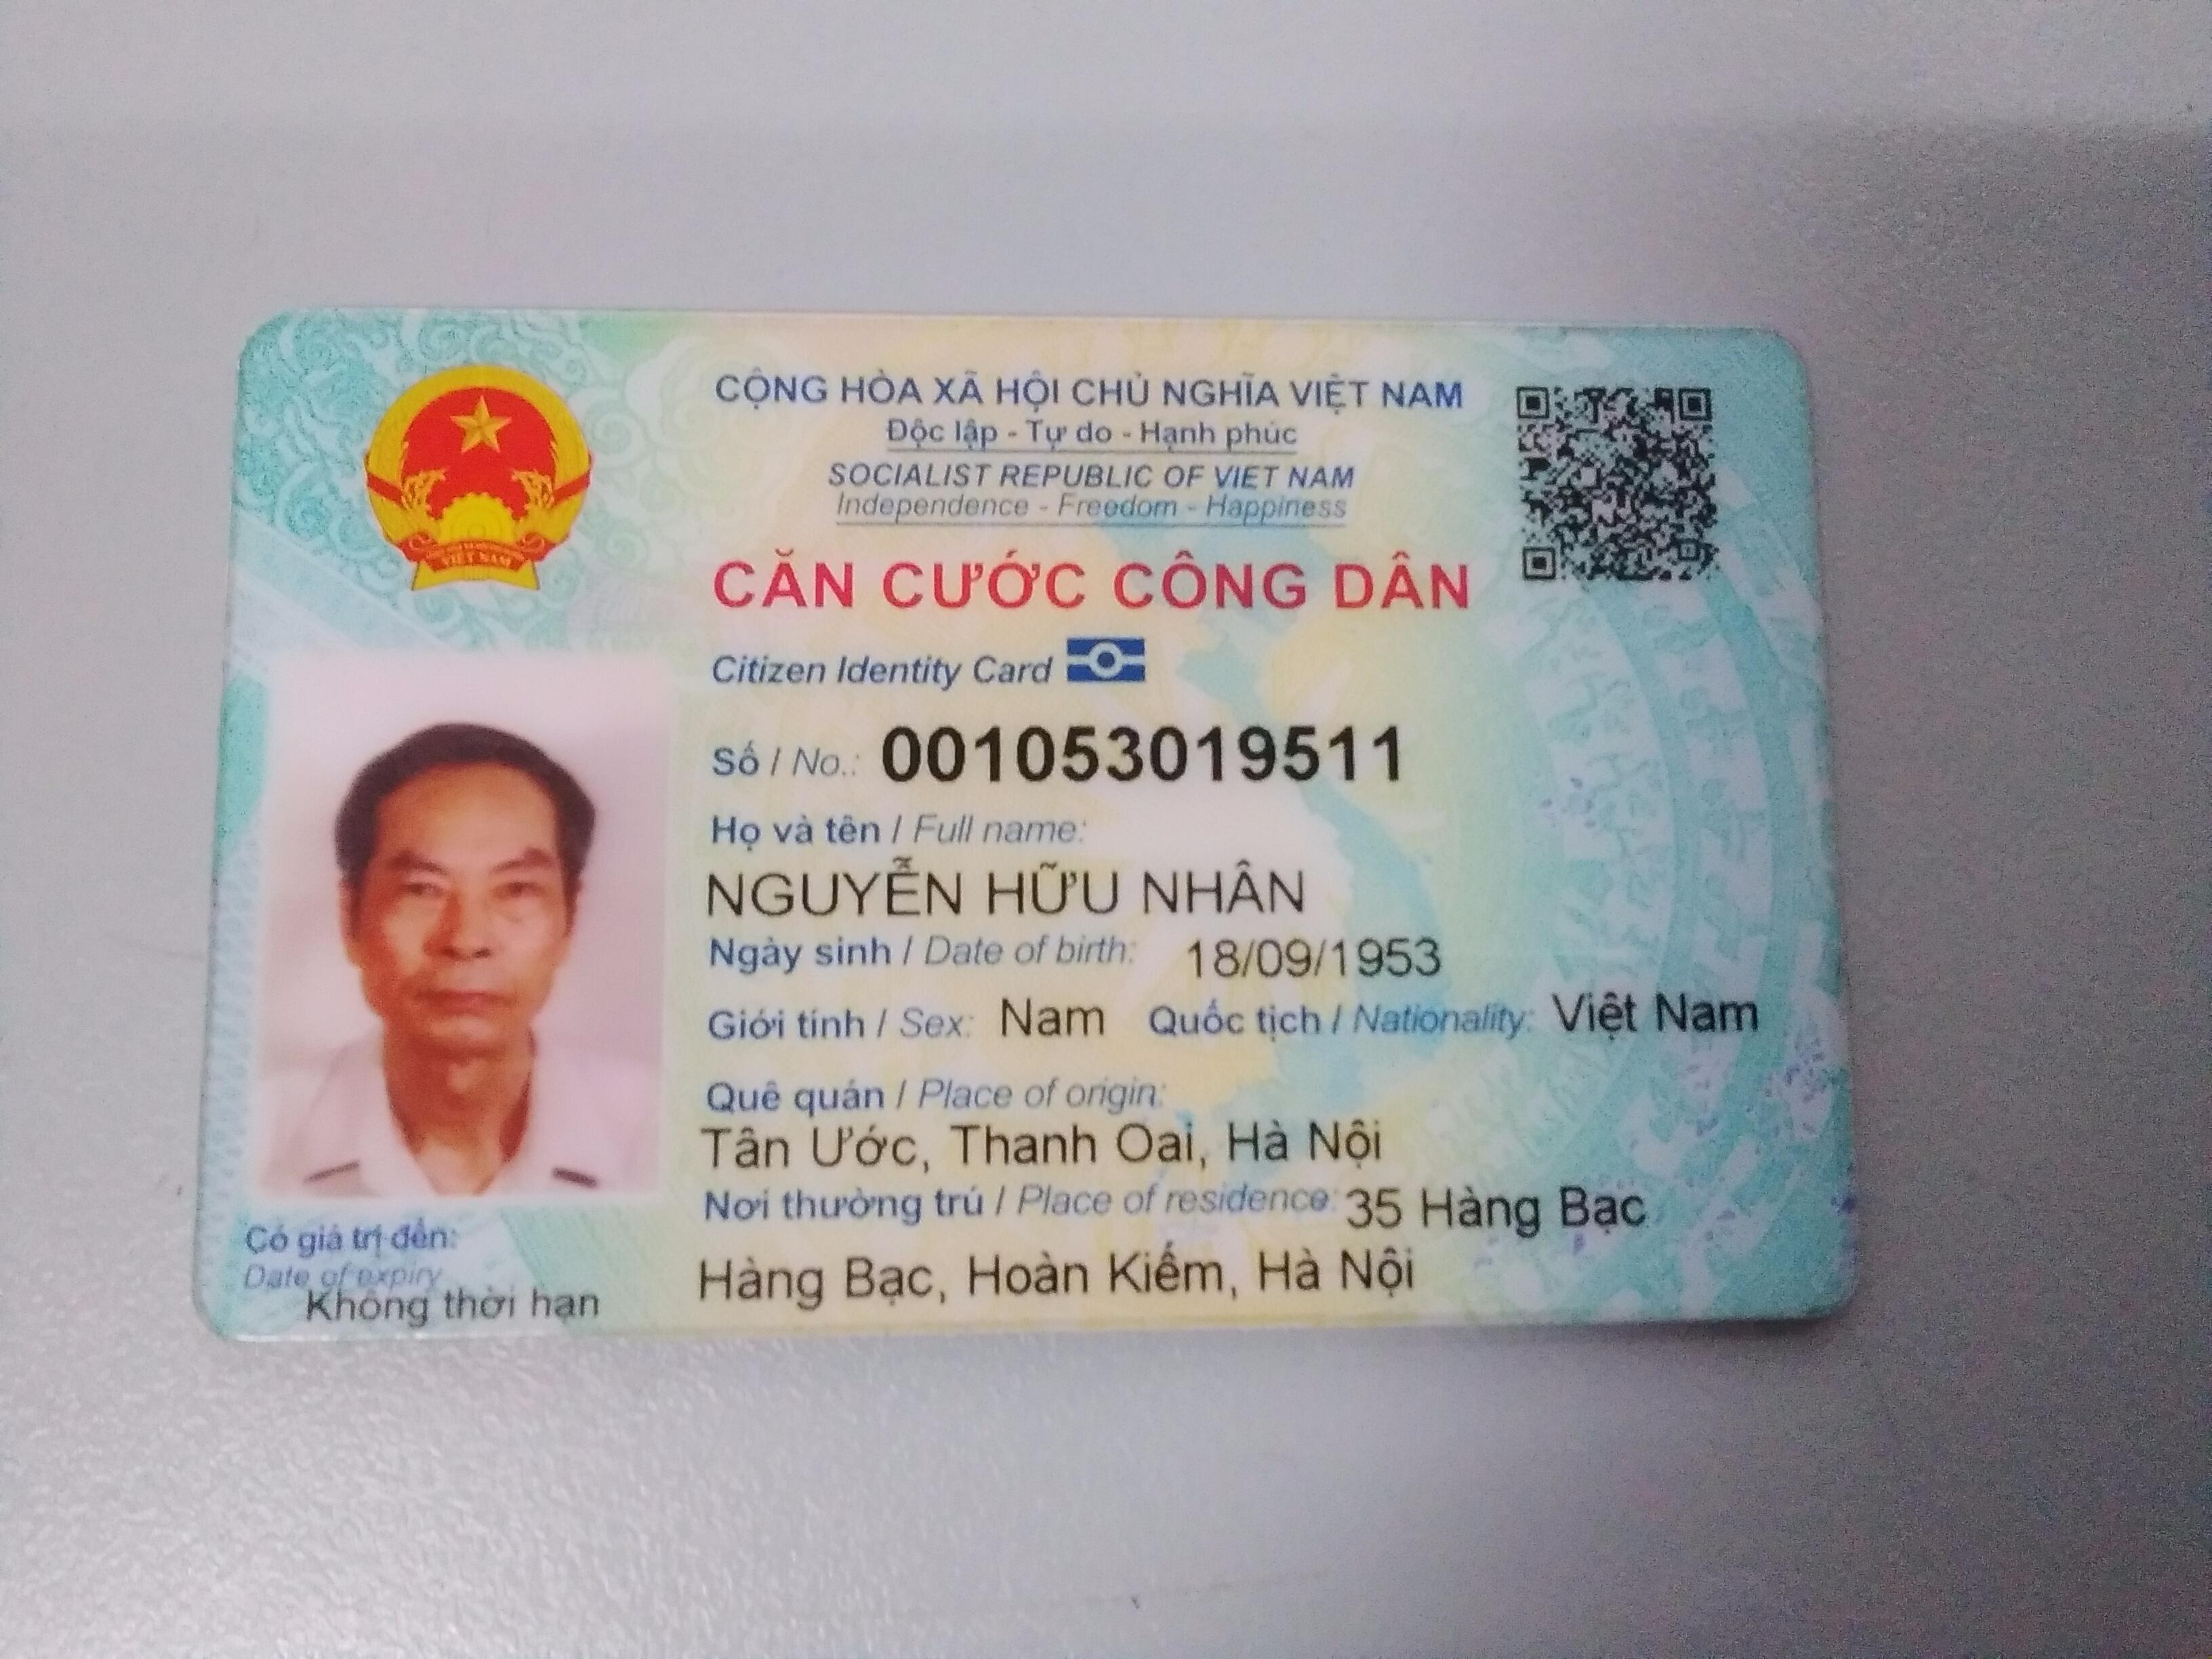 CỘNG HÒA XÃ HỘI CHỦ NGHĨA VIỆT NAM
Độc lập - Tự do - Hạnh phúc
SOCIALIST REPUBLIC OF VIET NAM
Independence - Freedom - Happiness
CĂN CƯỚC CÔNG DÂN
Citizen Identity Card
Số / No.: 001053019511
Họ và tên / Full name:
NGUYỄN HỮU NHÂN
Ngày sinh / Date of birth: 18/09/1953
Giới tính / Sex: Nam Quốc tịch / Nationality: Việt Nam
Quê quán / Place of origin:
Tân Ước, Thanh Oai, Hà Nội
Nơi thường trú / Place of residence: 35 Hàng Bạc
Hàng Bạc, Hoàn Kiếm, Hà Nội
Có giá trị đến:
Date of expiry
Không thời hạn
VIỆT NAM